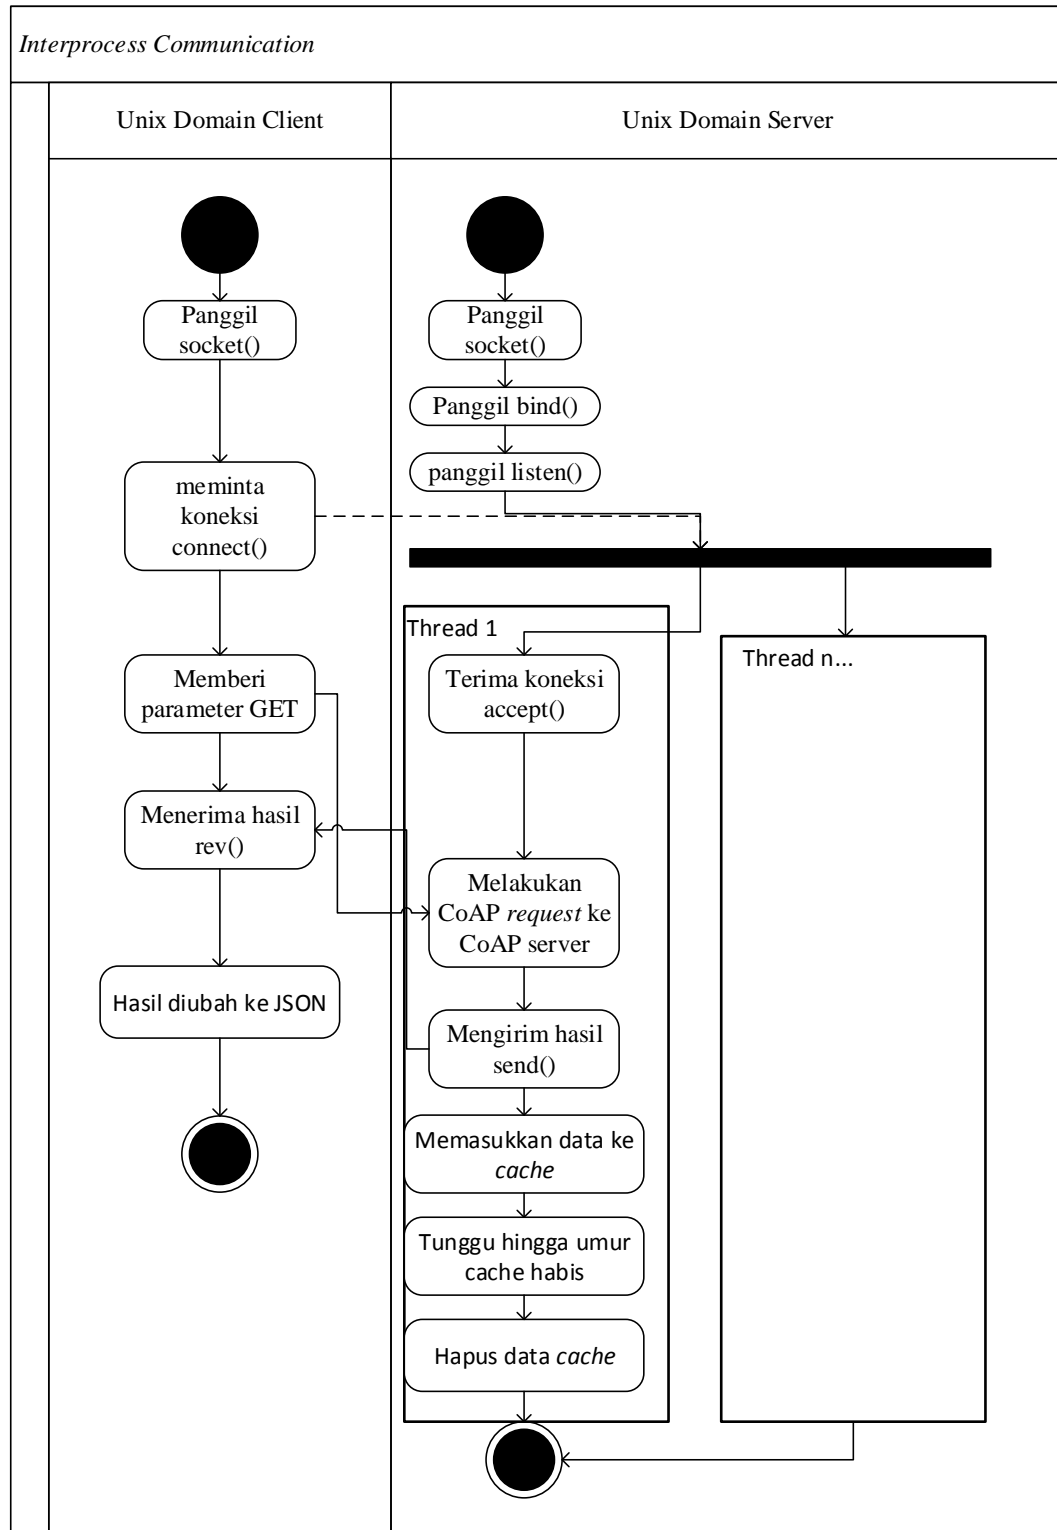 Interprocess Communication
Unix Domain Client
Unix Domain Server
Panggil
socket()
meminta
koneksi
connect()
Memberi
parameter GET
Menerima hasil
rev()
Hasil diubah ke JSON
Panggil
socket()
Panggil bind()
panggil listen()
Thread 1
Terima koneksi
accept()
Melakukan
CoAP request ke
CoAP server
Mengirim hasil
send()
Memasukkan data ke
cache
Tunggu hingga umur
cache habis
Hapus data cache
Thread n...